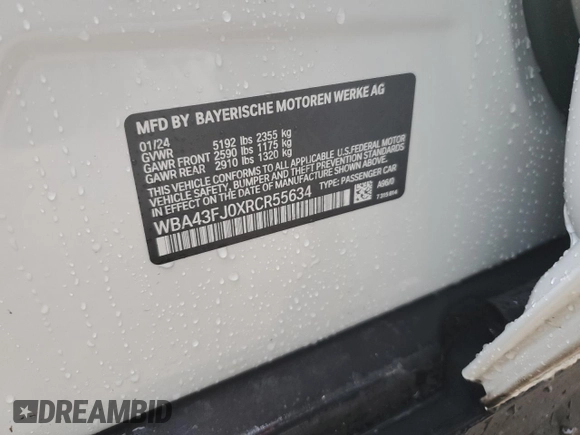 MFD BY BAYERISCHE MOTOREN WERKE AG
01/24 5192 lbs 2355 kg
GVWR
GAWR FRONT 2590 lbs 1175 kg
GAWR REAR 2910 lbs 1320 kg
THIS VEHICLE CONFORMS TO ALL APPLICABLE U.S. FEDERAL MOTOR
VEHICLE SAFETY, BUMPER AND THEFT PREVENTION STANDARDS
IN EFFECT ON THE DATE OF MANUFACTURE SHOWN ABOVE.
WBA43FJ0XRCR55634 TYPE: PASSENGER CAR
A96/0
DREAMBID